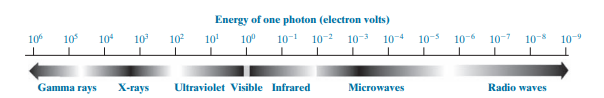 Energy of one photon (electron volts)
10⁶ 10⁵ 10⁴ 10³ 10² 10¹ 10⁰ 10⁻¹ 10⁻² 10⁻³ 10⁻⁴ 10⁻⁵ 10⁻⁶ 10⁻⁷ 10⁻⁸ 10⁻⁹
Gamma rays X-rays Ultraviolet Visible Infrared Microwaves Radio waves